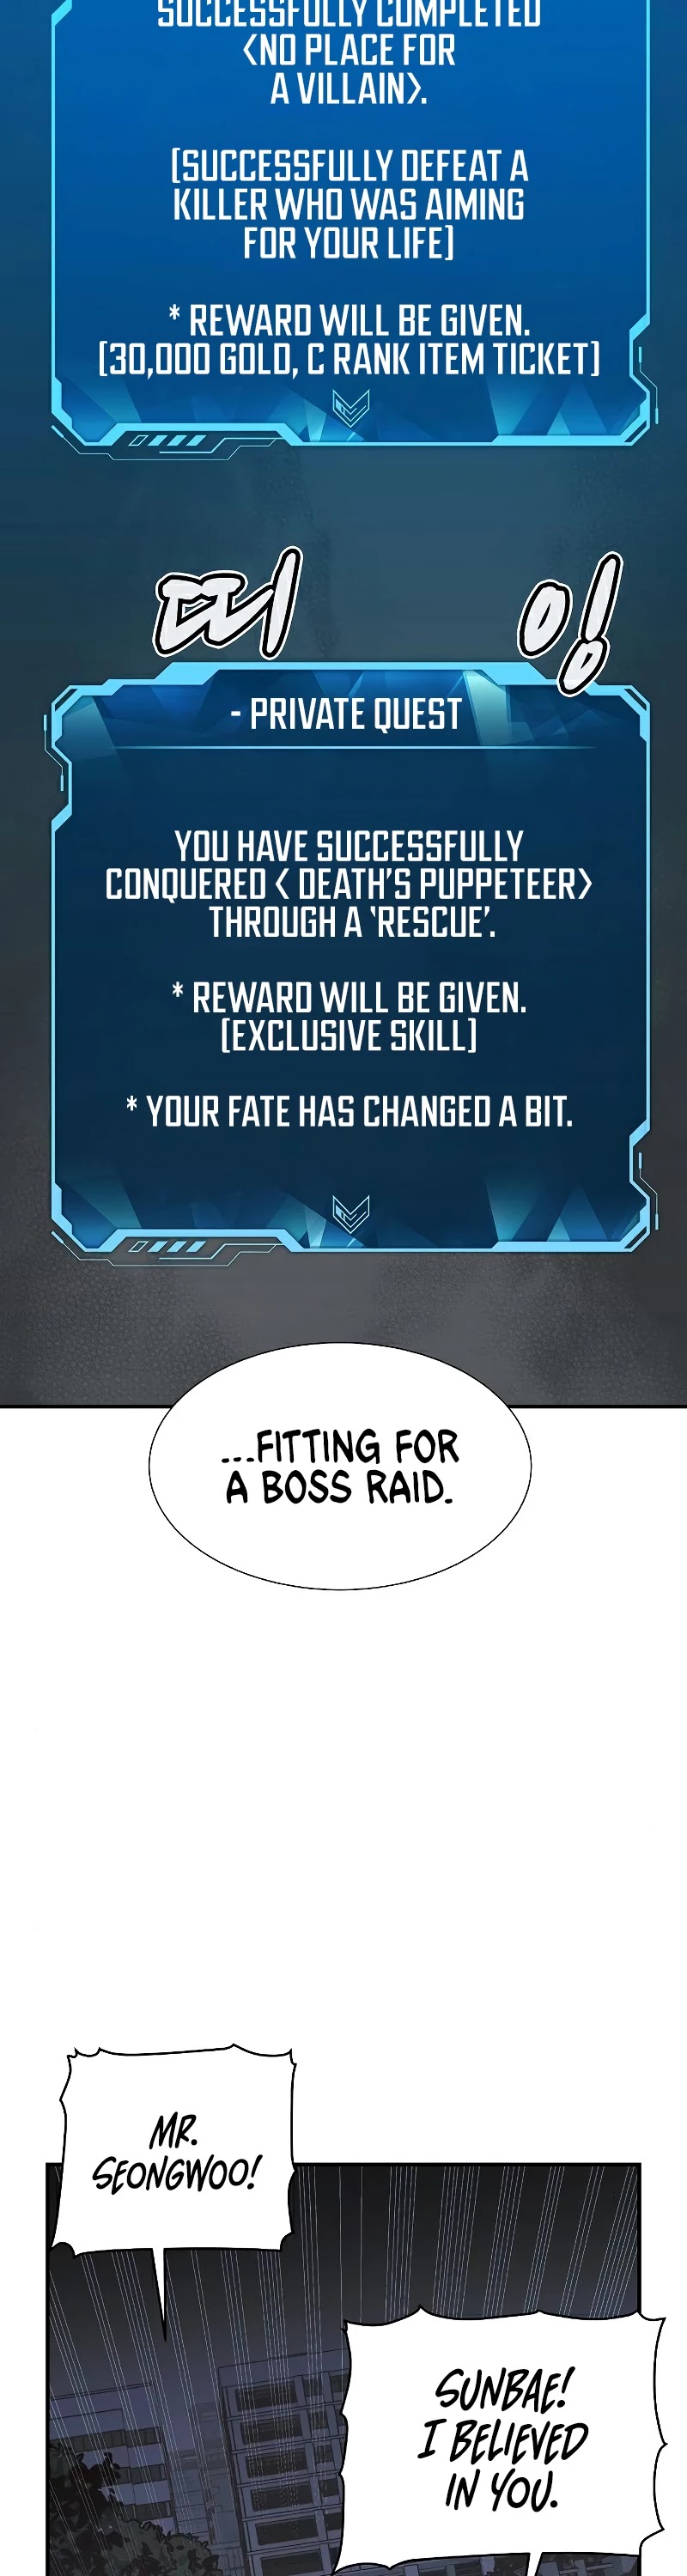 SUCCESSFULLY COMPLETED
<NO PLACE FOR
A VILLAIN>.
[SUCCESSFULLY DEFEAT A
KILLER WHO WAS AIMING
FOR YOUR LIFE]
* REWARD WILL BE GIVEN.
[30,000 GOLD, C RANK ITEM TICKET]
띠 이!
- PRIVATE QUEST
YOU HAVE SUCCESSFULLY
CONQUERED < DEATH'S PUPPETEER>
THROUGH A 'RESCUE'.
* REWARD WILL BE GIVEN.
[EXCLUSIVE SKILL]
* YOUR FATE HAS CHANGED A BIT.
...FITTING FOR
A BOSS RAID.
MR.
SEONGWOO!
SUNBAE!
I BELIEVED
IN YOU.